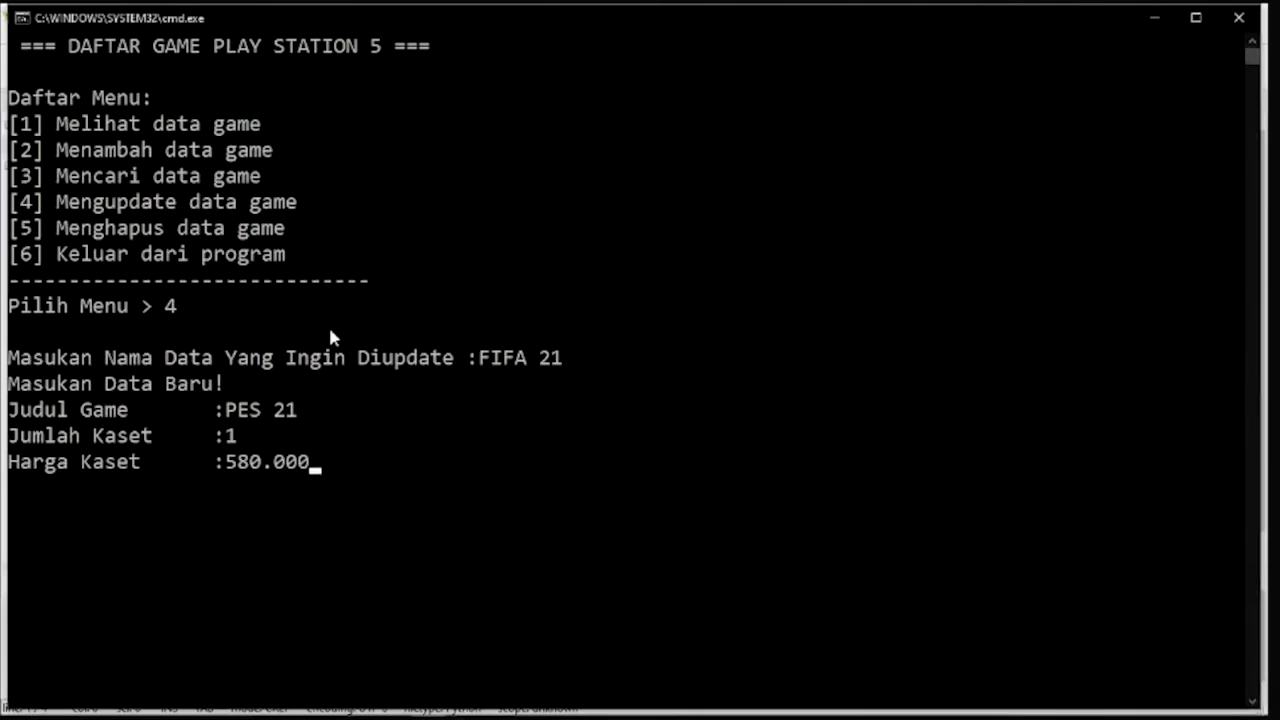 C:\WINDOWS\SYSTEM32\cmd.exe
=== DAFTAR GAME PLAY STATION 5 ===
Daftar Menu:
[1] Melihat data game
[2] Menambah data game
[3] Mencari data game
[4] Mengupdate data game
[5] Menghapus data game
[6] Keluar dari program
------------------------------
Pilih Menu > 4
Masukan Nama Data Yang Ingin Diupdate :FIFA 21
Masukan Data Baru!
Judul Game :PES 21
Jumlah Kaset :1
Harga Kaset :580.000_